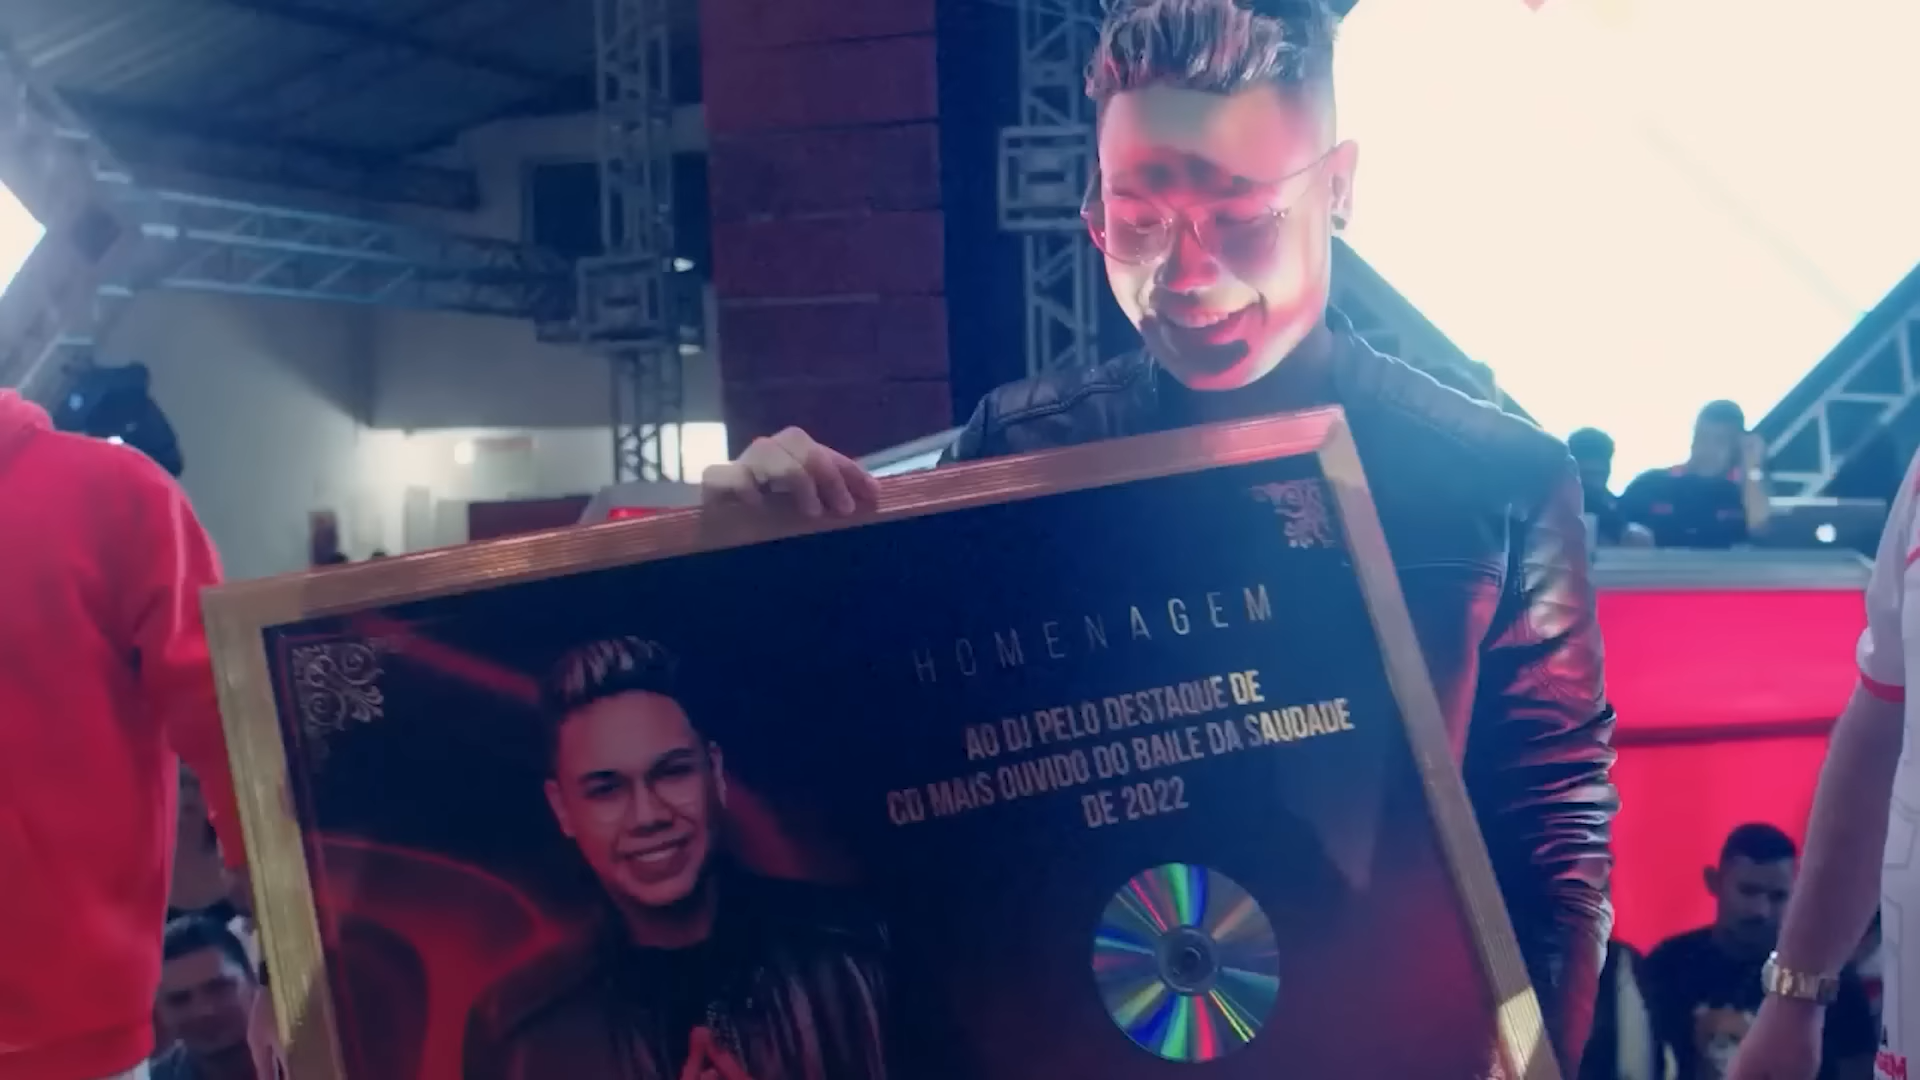 HOMENAGEM
AO DJ PELO DESTAQUE DE
CD MAIS OUVIDO DO BAILE DA SAUDADE
DE 2022